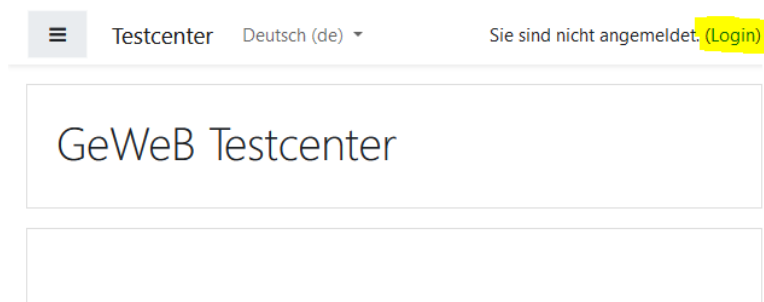 Testcenter Deutsch (de) Sie sind nicht angemeldet. (Login)
GeWeB Testcenter